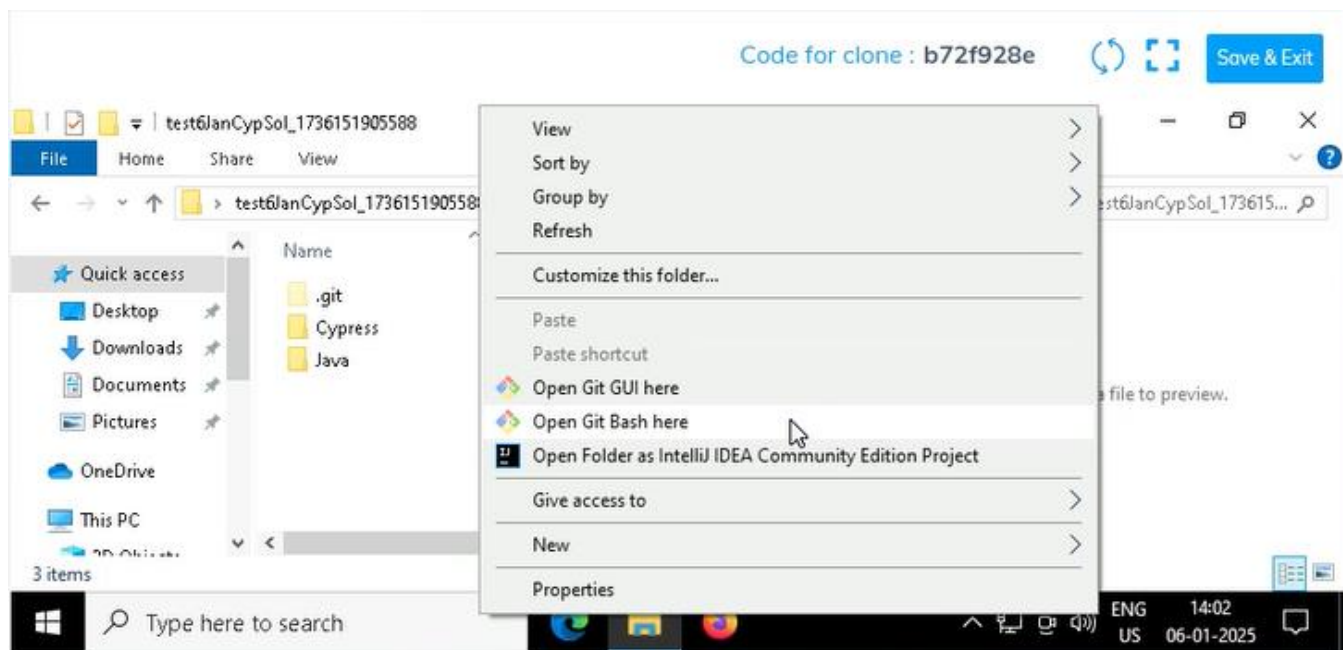 Code for clone : b72f928e
Save & Exit
test6JanCypSol_1736151905588
File Home Share View
test6JanCypSol_1736151905588
est6JanCypSol_173615...
Name
Quick access
Desktop
Downloads
Documents
Pictures
OneDrive
This PC
.git
Cypress
Java
3 items
View
Sort by
Group by
Refresh
Customize this folder...
Paste
Paste shortcut
Open Git GUI here
Open Git Bash here
Open Folder as IntelliJ IDEA Community Edition Project
Give access to
New
Properties
a file to preview.
Type here to search
ENG
US
14:02
06-01-2025